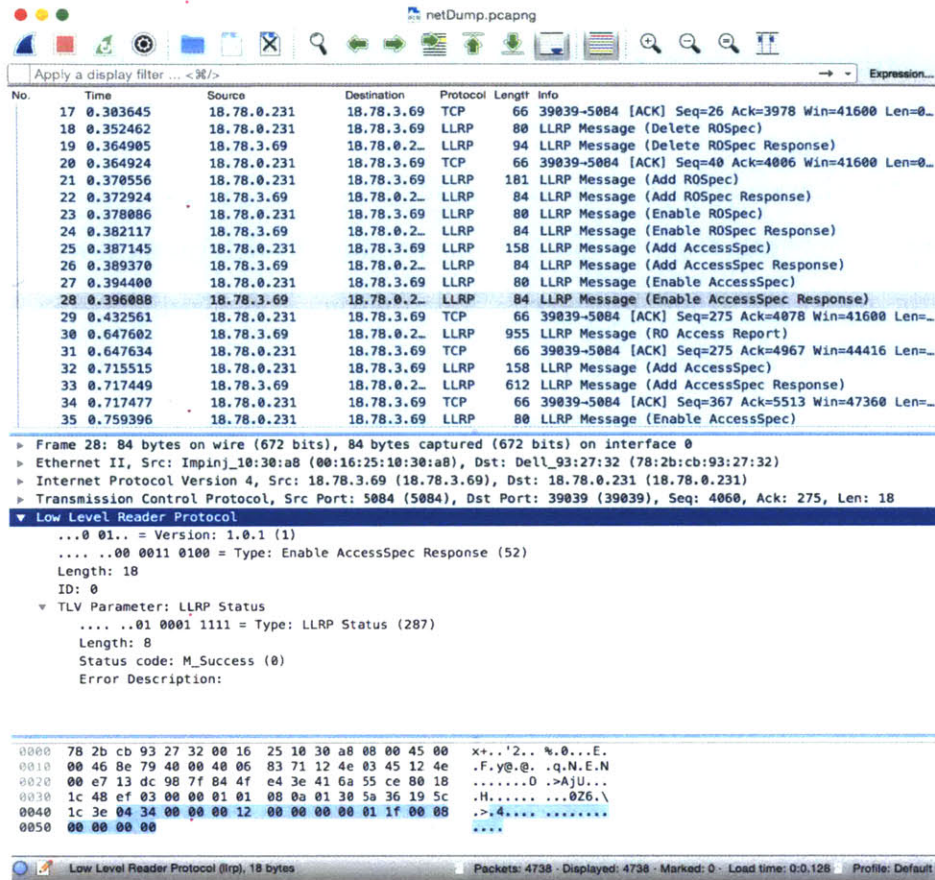 netDump.pcapng
Apply a display filter ... <⌘/>
Expression...
No. Time Source Destination Protocol Lengtt Info
17 0.303645 18.78.0.231 18.78.3.69 TCP 66 39039→5084 [ACK] Seq=26 Ack=3978 Win=41600 Len=0…
18 0.352462 18.78.0.231 18.78.3.69 LLRP 80 LLRP Message (Delete ROSpec)
19 0.364905 18.78.3.69 18.78.0.2… LLRP 94 LLRP Message (Delete ROSpec Response)
20 0.364924 18.78.0.231 18.78.3.69 TCP 66 39039→5084 [ACK] Seq=40 Ack=4006 Win=41600 Len=0…
21 0.370556 18.78.0.231 18.78.3.69 LLRP 181 LLRP Message (Add ROSpec)
22 0.372924 18.78.3.69 18.78.0.2… LLRP 84 LLRP Message (Add ROSpec Response)
23 0.378086 18.78.0.231 18.78.3.69 LLRP 80 LLRP Message (Enable ROSpec)
24 0.382117 18.78.3.69 18.78.0.2… LLRP 84 LLRP Message (Enable ROSpec Response)
25 0.387145 18.78.0.231 18.78.3.69 LLRP 158 LLRP Message (Add AccessSpec)
26 0.389370 18.78.3.69 18.78.0.2… LLRP 84 LLRP Message (Add AccessSpec Response)
27 0.394400 18.78.0.231 18.78.3.69 LLRP 80 LLRP Message (Enable AccessSpec)
28 0.396088 18.78.3.69 18.78.0.2… LLRP 84 LLRP Message (Enable AccessSpec Response)
29 0.432561 18.78.0.231 18.78.3.69 TCP 66 39039→5084 [ACK] Seq=275 Ack=4078 Win=41600 Len=…
30 0.647602 18.78.3.69 18.78.0.2… LLRP 955 LLRP Message (RO Access Report)
31 0.647634 18.78.0.231 18.78.3.69 TCP 66 39039→5084 [ACK] Seq=275 Ack=4967 Win=44416 Len=…
32 0.715515 18.78.0.231 18.78.3.69 LLRP 158 LLRP Message (Add AccessSpec)
33 0.717449 18.78.3.69 18.78.0.2… LLRP 612 LLRP Message (Add AccessSpec Response)
34 0.717477 18.78.0.231 18.78.3.69 TCP 66 39039→5084 [ACK] Seq=367 Ack=5513 Win=47360 Len=…
35 0.759396 18.78.0.231 18.78.3.69 LLRP 80 LLRP Message (Enable AccessSpec)
Frame 28: 84 bytes on wire (672 bits), 84 bytes captured (672 bits) on interface 0
Ethernet II, Src: Impinj_10:30:a8 (00:16:25:10:30:a8), Dst: Dell_93:27:32 (78:2b:cb:93:27:32)
Internet Protocol Version 4, Src: 18.78.3.69 (18.78.3.69), Dst: 18.78.0.231 (18.78.0.231)
Transmission Control Protocol, Src Port: 5084 (5084), Dst Port: 39039 (39039), Seq: 4060, Ack: 275, Len: 18
Low Level Reader Protocol
...0 01.. = Version: 1.0.1 (1)
.... ..00 0011 0100 = Type: Enable AccessSpec Response (52)
Length: 18
ID: 0
TLV Parameter: LLRP Status
.... ..01 0001 1111 = Type: LLRP Status (287)
Length: 8
Status code: M_Success (0)
Error Description:
0000 78 2b cb 93 27 32 00 16 25 10 30 a8 08 00 45 00 x+..'2.. %.0...E.
0010 00 46 8e 79 40 00 40 06 83 71 12 4e 03 45 12 4e .F.y@.@. .q.N.E.N
0020 00 e7 13 dc 98 7f 84 4f e4 3e 41 6a 55 ce 80 18 .......O .>AjU...
0030 1c 48 ef 03 00 00 01 01 08 0a 01 30 5a 36 19 5c .H...... ...0Z6.\
0040 1c 3e 04 34 00 00 00 12 00 00 00 00 01 1f 00 08 .>.4.... ........
0050 00 00 00 00 ....
Low Level Reader Protocol (llrp), 18 bytes Packets: 4738 · Displayed: 4738 · Marked: 0 · Load time: 0:0.128 Profile: Default